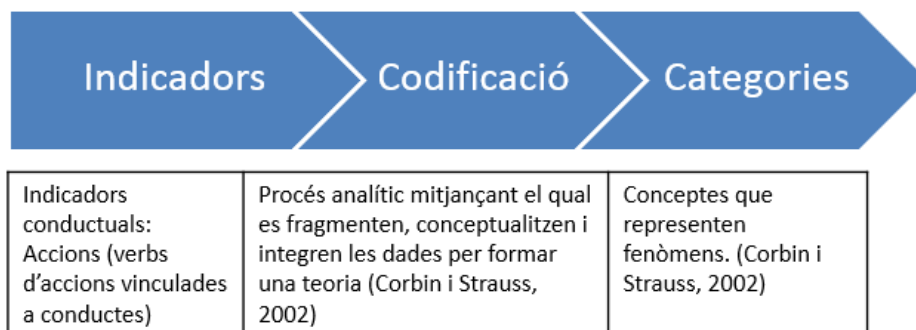 Indicadors
Codificació
Categories
Indicadors
conductuals:
Accions (verbs
d'accions vinculades
a conductes)
Procés analític mitjançant el qual
es fragmenten, conceptualitzen i
integren les dades per formar
una teoria (Corbin i Strauss,
2002)
Conceptes que
representen
fenòmens. (Corbin i
Strauss, 2002)